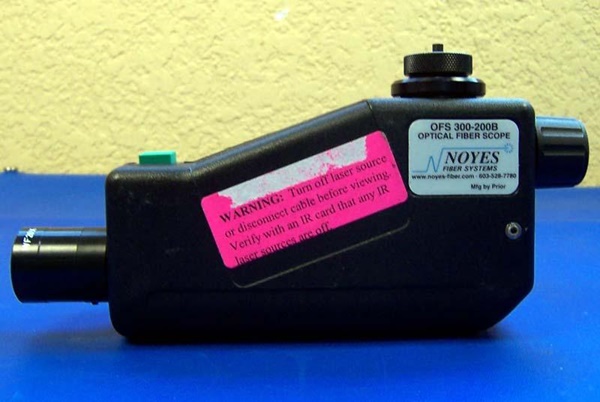 OFS 300-200B
OPTICAL FIBER SCOPE
NOYES
FIBER SYSTEMS
www.noyes-fiber.com - 603-528-7780
Mfg by Prior
WARNING: Turn off laser source
or disconnect cable before viewing.
Verify with an IR card that any IR
laser sources are off.